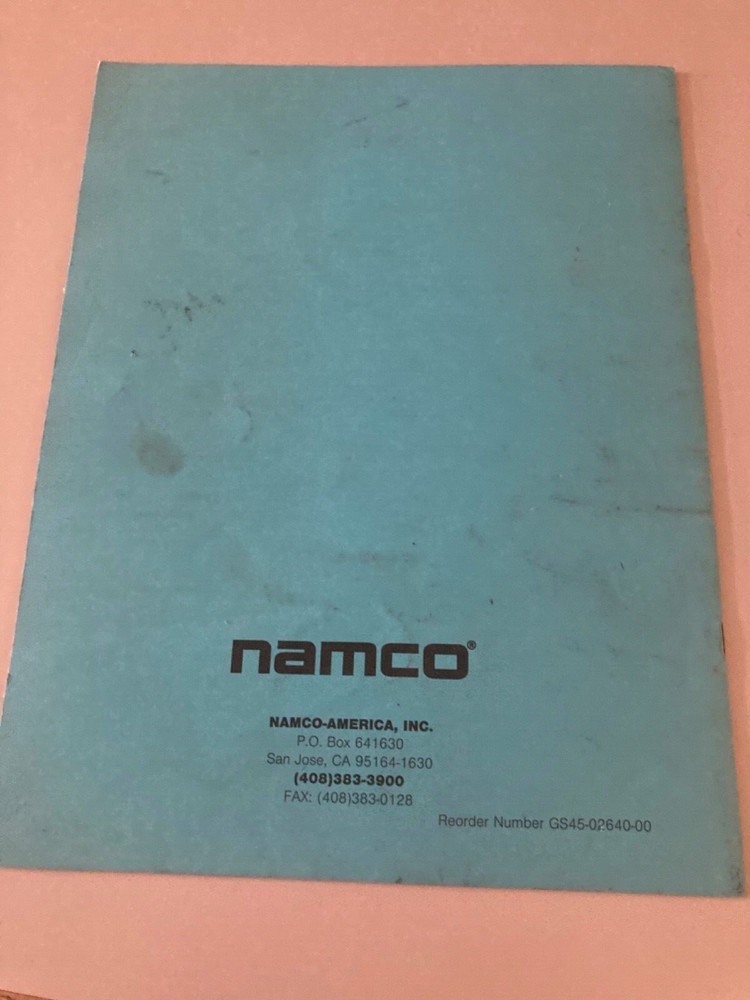 namco®
NAMCO-AMERICA, INC.
P.O. Box 641630
San Jose, CA 95164-1630
(408)383-3900
FAX: (408)383-0128
Reorder Number GS45-02640-00